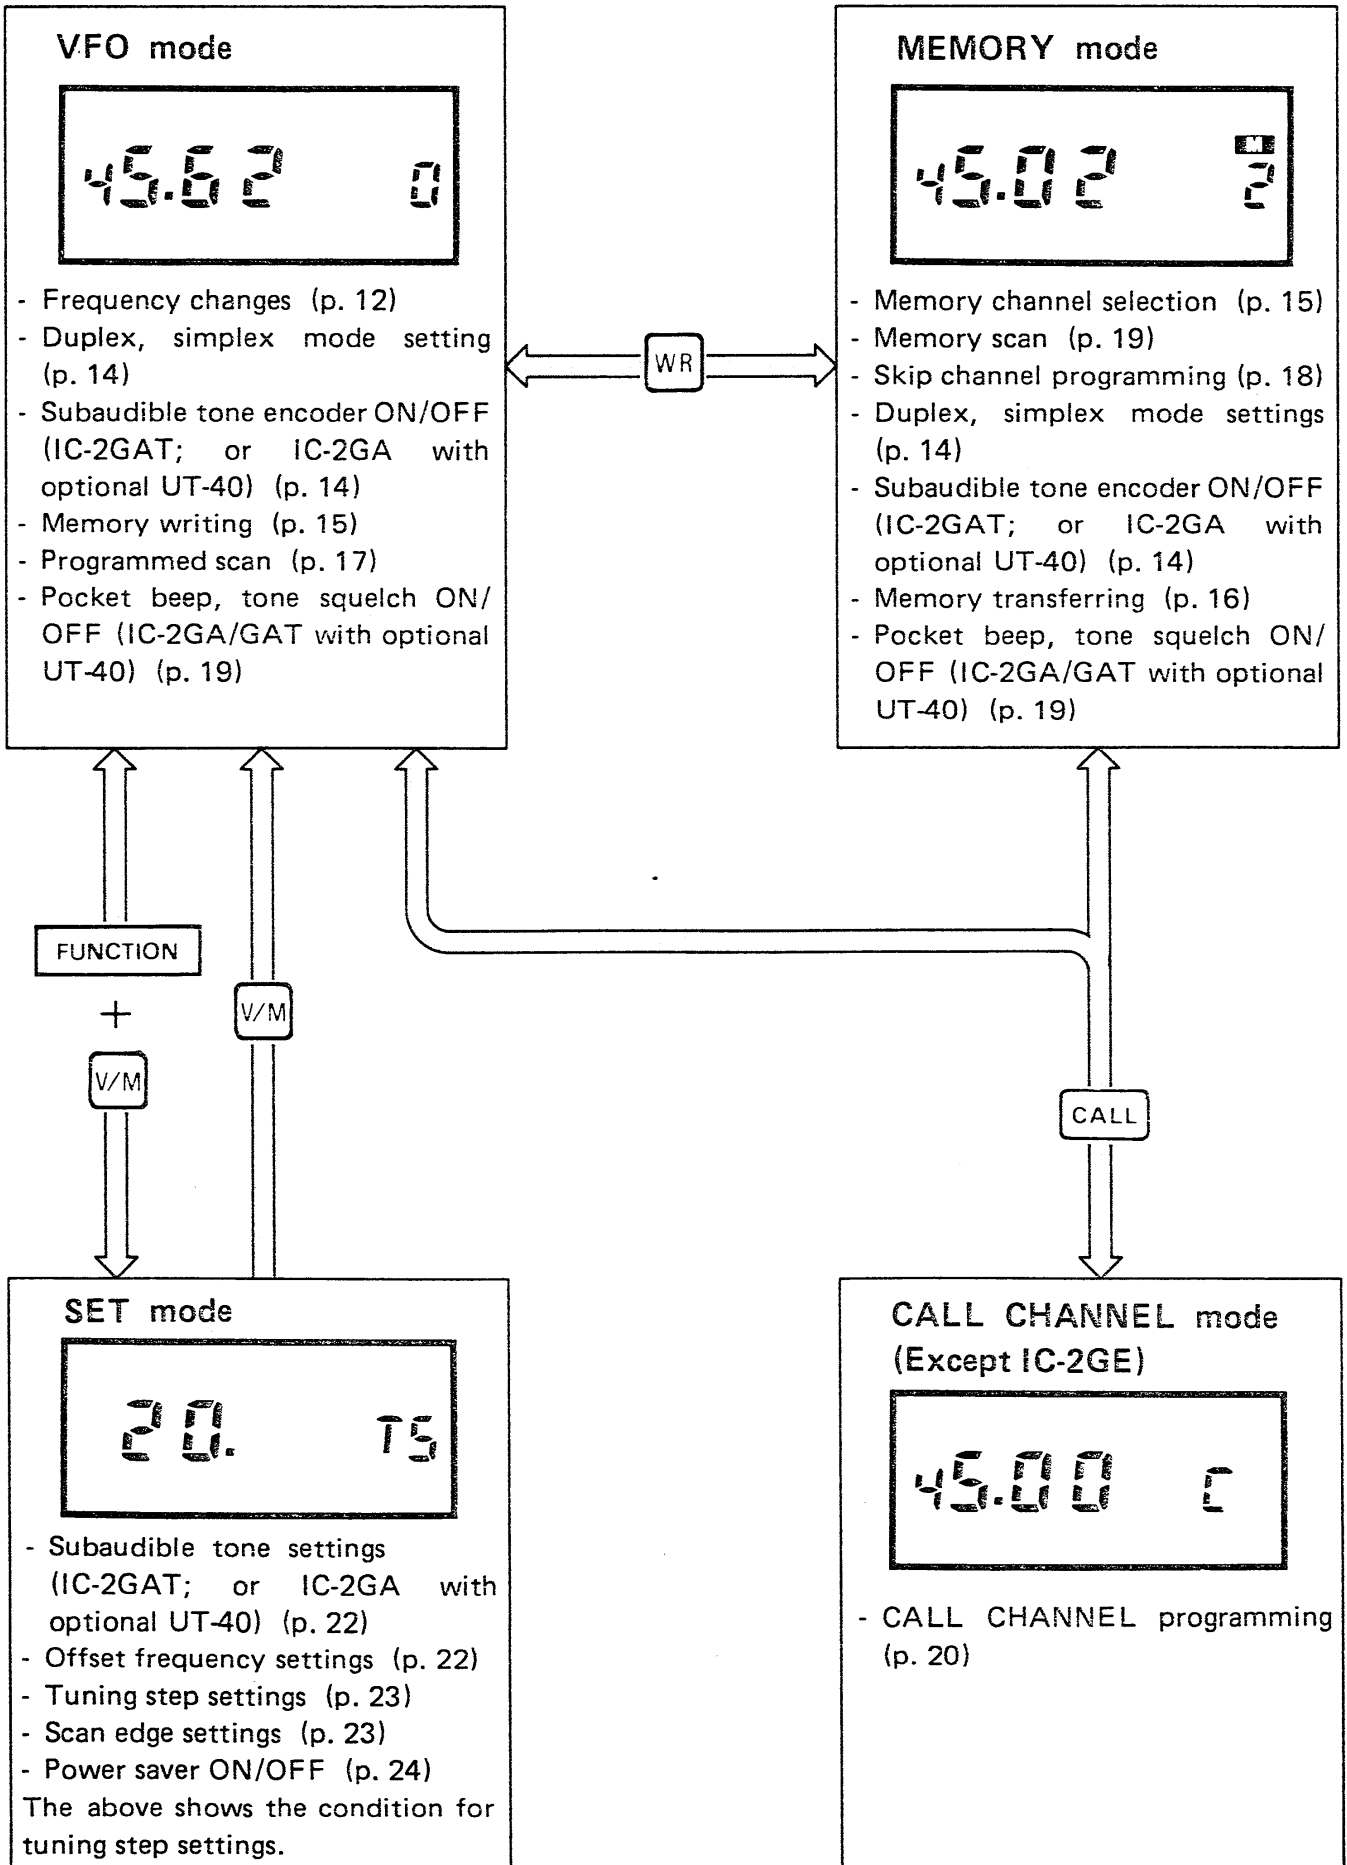 VFO mode
45.62 0
- Frequency changes (p. 12)
- Duplex, simplex mode setting
(p. 14)
- Subaudible tone encoder ON/OFF
(IC-2GAT; or IC-2GA with
optional UT-40) (p. 14)
- Memory writing (p. 15)
- Programmed scan (p. 17)
- Pocket beep, tone squelch ON/
OFF (IC-2GA/GAT with optional
UT-40) (p. 19)
WR
MEMORY mode
M
45.02 2
- Memory channel selection (p. 15)
- Memory scan (p. 19)
- Skip channel programming (p. 18)
- Duplex, simplex mode settings
(p. 14)
- Subaudible tone encoder ON/OFF
(IC-2GAT; or IC-2GA with
optional UT-40) (p. 14)
- Memory transferring (p. 16)
- Pocket beep, tone squelch ON/
OFF (IC-2GA/GAT with optional
UT-40) (p. 19)
FUNCTION
+
V/M
V/M
CALL
SET mode
20. TS
- Subaudible tone settings
(IC-2GAT; or IC-2GA with
optional UT-40) (p. 22)
- Offset frequency settings (p. 22)
- Tuning step settings (p. 23)
- Scan edge settings (p. 23)
- Power saver ON/OFF (p. 24)
The above shows the condition for
tuning step settings.
CALL CHANNEL mode
(Except IC-2GE)
45.00 C
- CALL CHANNEL programming
(p. 20)